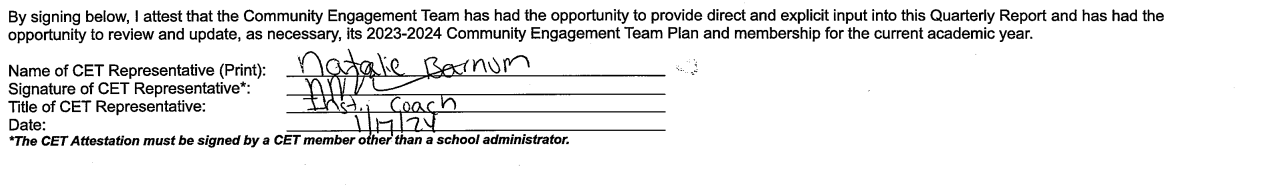 By signing below, I attest that the Community Engagement Team has had the opportunity to provide direct and explicit input into this Quarterly Report and has had the
opportunity to review and update, as necessary, its 2023-2024 Community Engagement Team Plan and membership for the current academic year.
Name of CET Representative (Print): Natalie Barnum
Signature of CET Representative*:
Title of CET Representative: Inst. Coach
Date: 1/17/24
*The CET Attestation must be signed by a CET member other than a school administrator.